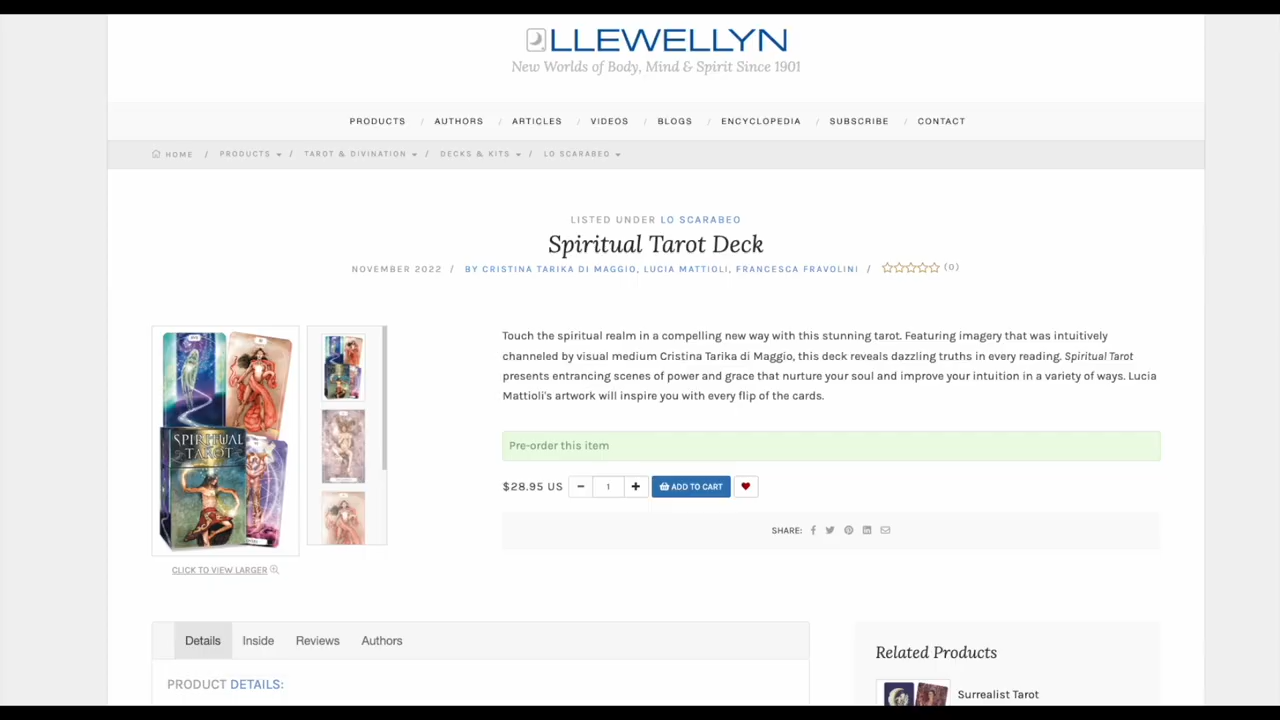 LLEWELLYN
New Worlds of Body, Mind & Spirit Since 1901
PRODUCTS / AUTHORS / ARTICLES / VIDEOS / BLOGS / ENCYCLOPEDIA / SUBSCRIBE / CONTACT
HOME / PRODUCTS / TAROT & DIVINATION / DECKS & KITS / LO SCARABEO
LISTED UNDER LO SCARABEO
Spiritual Tarot Deck
NOVEMBER 2022 / BY CRISTINA TARIKA DI MAGGIO, LUCIA MATTIOLI, FRANCESCA FRAVOLINI / (0)
SPIRITUAL
TAROT
CLICK TO VIEW LARGER
Touch the spiritual realm in a compelling new way with this stunning tarot. Featuring imagery that was intuitively
channeled by visual medium Cristina Tarika di Maggio, this deck reveals dazzling truths in every reading. Spiritual Tarot
presents entrancing scenes of power and grace that nurture your soul and improve your intuition in a variety of ways. Lucia
Mattioli's artwork will inspire you with every flip of the cards.
Pre-order this item
$28.95 US − 1 + ADD TO CART
SHARE:
Details Inside Reviews Authors
PRODUCT DETAILS:
Related Products
Surrealist Tarot